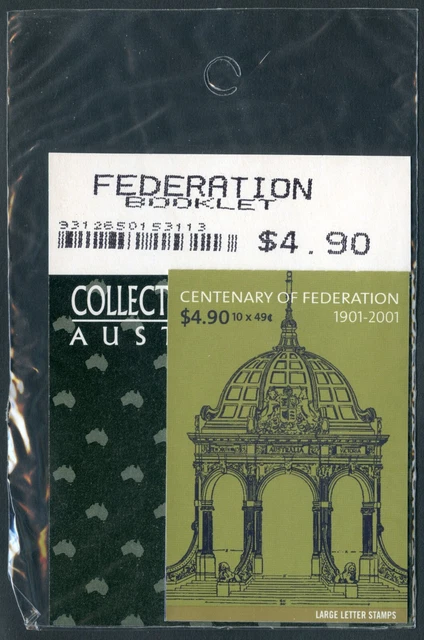 FEDERATION
BOOKLET
9312650153113
$4.90
COLLECT
AUST
CENTENARY OF FEDERATION
$4.90 10 x 49¢
1901-2001
AUSTRALIA
LARGE LETTER STAMPS